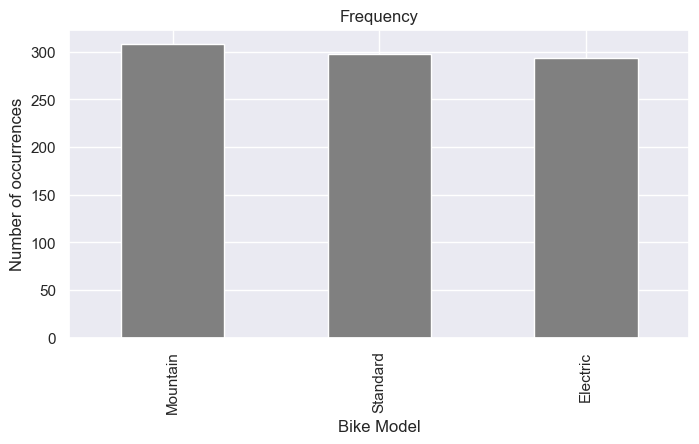 Frequency
Number of occurrences
300
250
200
150
100
50
0
Mountain
Standard
Electric
Bike Model